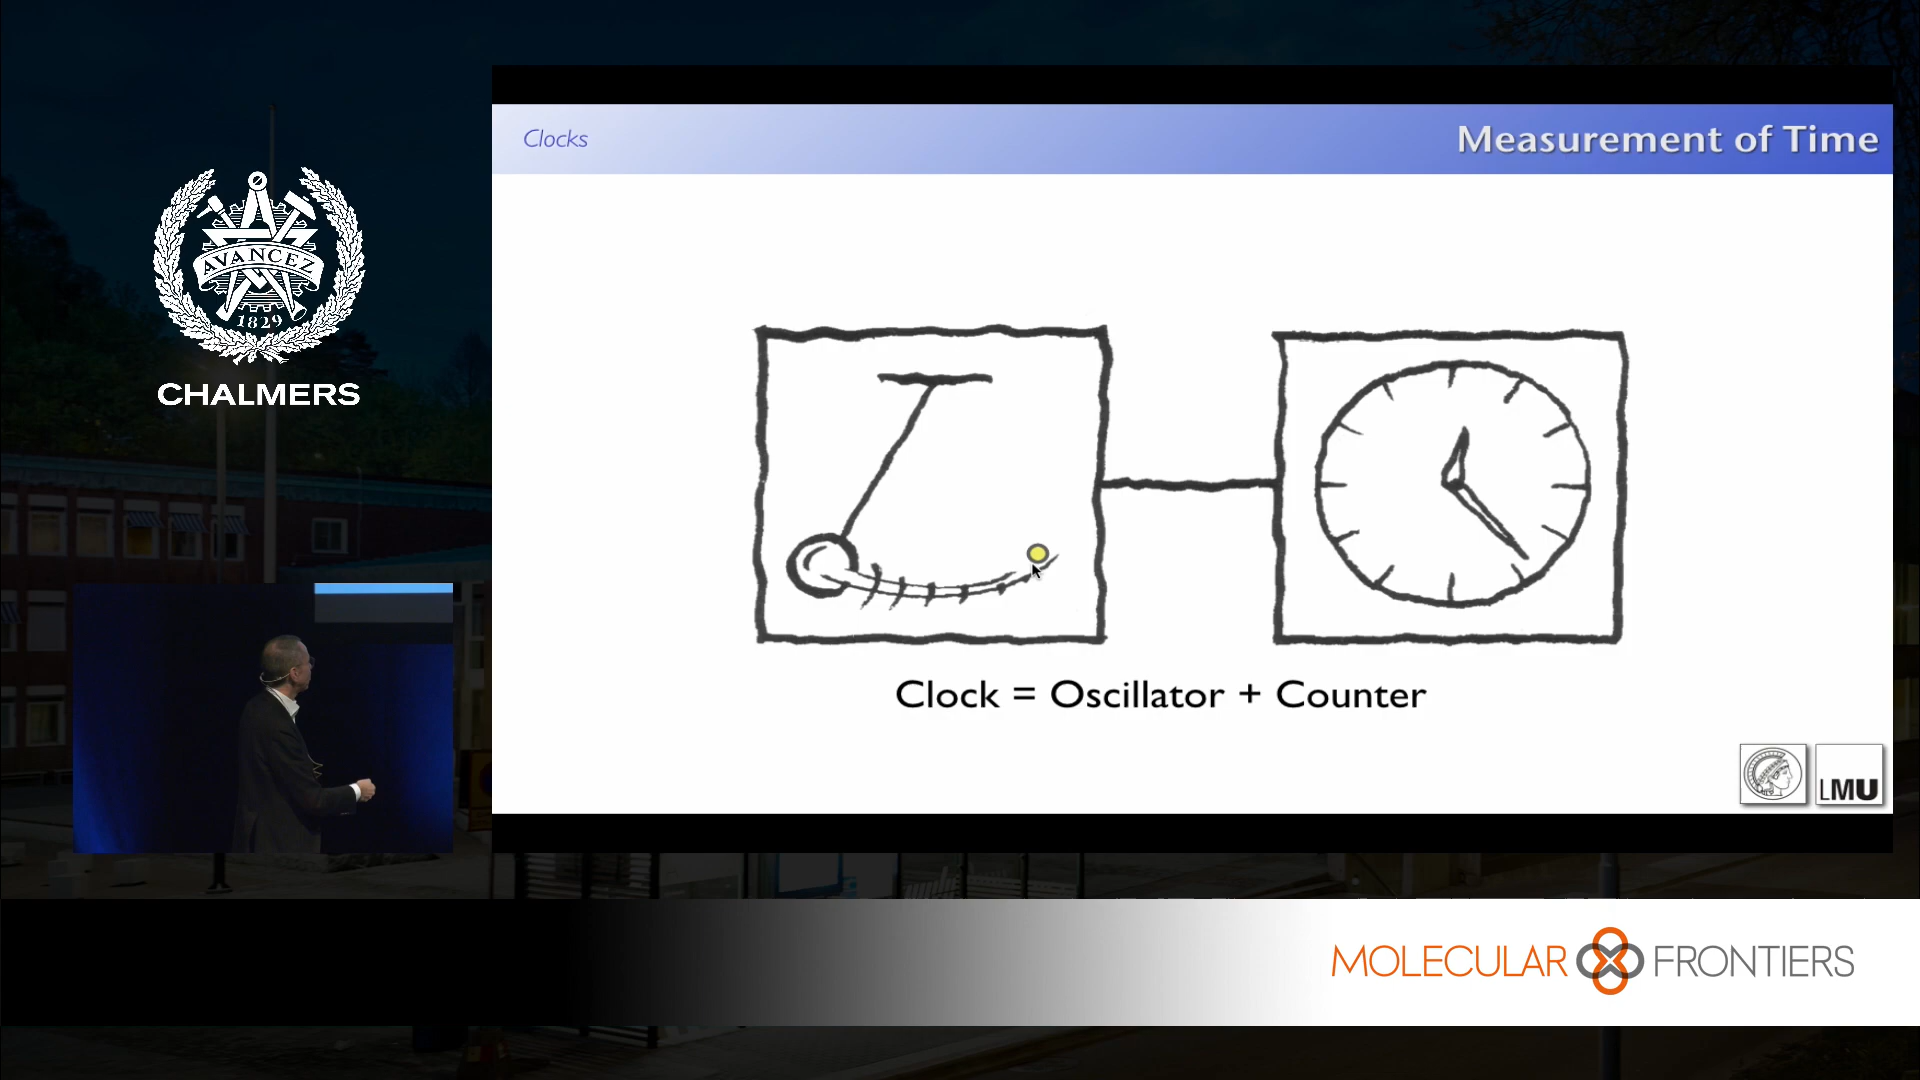 AVANCEZ
1829
CHALMERS
Clocks
Measurement of Time
Clock = Oscillator + Counter
LMU
MOLECULAR FRONTIERS